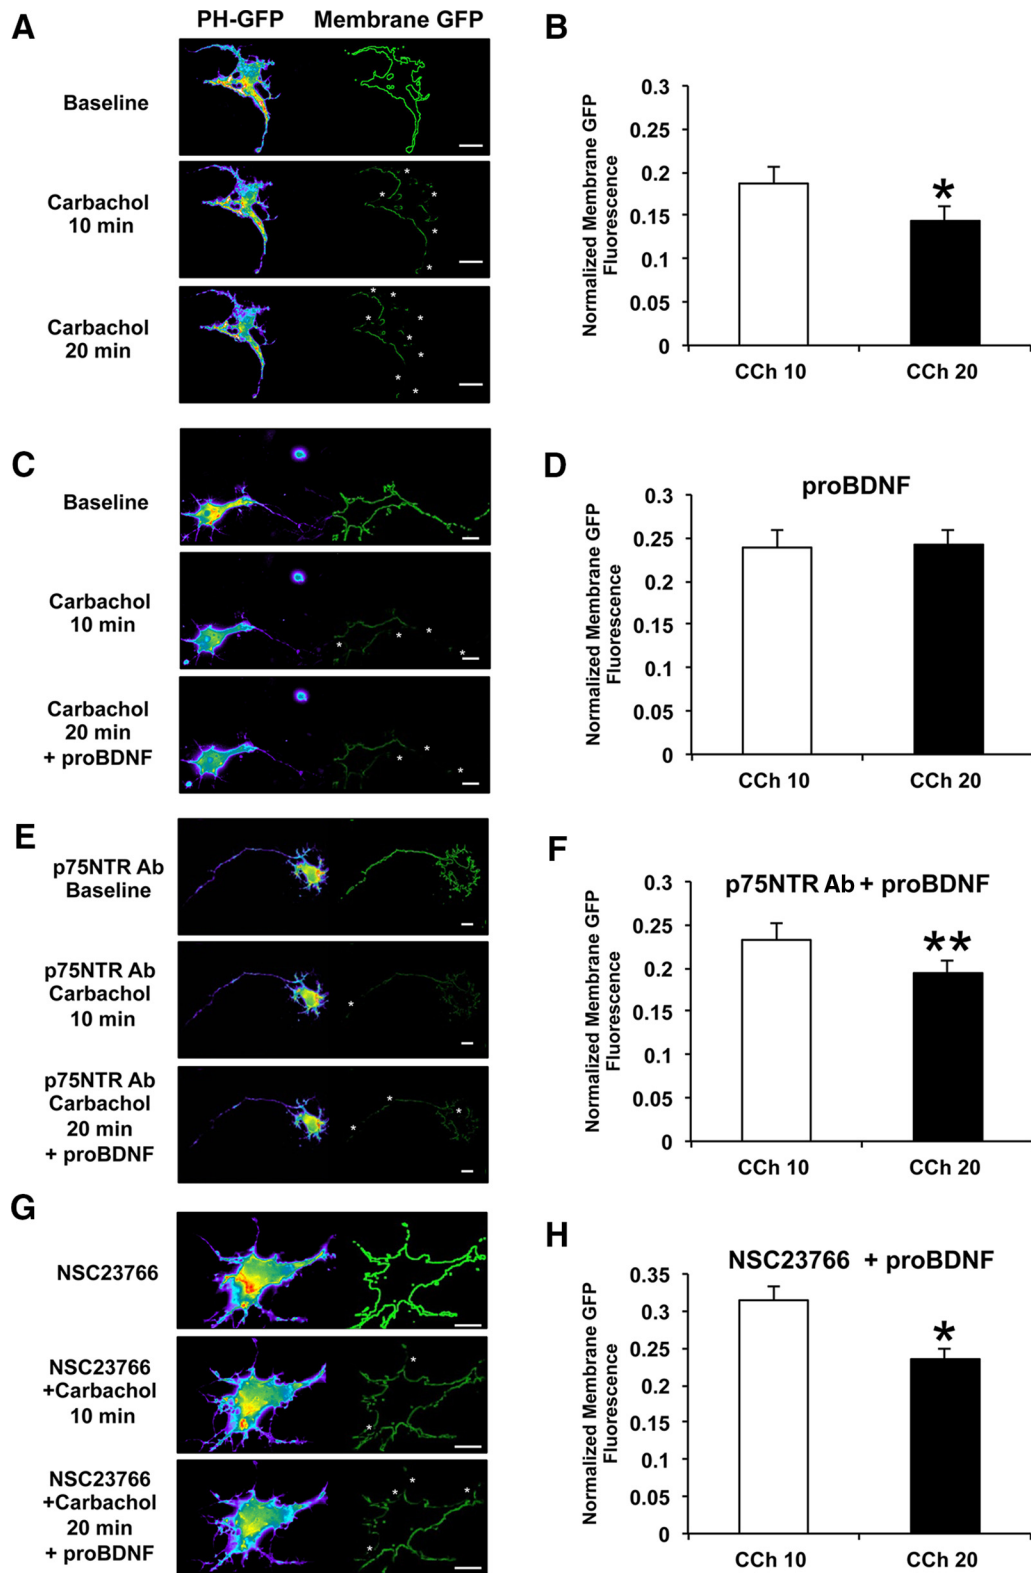 A
PH-GFP
Membrane GFP
Baseline
Carbachol
10 min
Carbachol
20 min
B
Normalized Membrane GFP
Fluorescence
0.3
0.25
0.2
0.15
0.1
0.05
0
*
CCh 10
CCh 20
C
Baseline
Carbachol
10 min
Carbachol
20 min
+ proBDNF
D
proBDNF
Normalized Membrane GFP
Fluorescence
0.3
0.25
0.2
0.15
0.1
0.05
0
CCh 10
CCh 20
E
p75NTR Ab
Baseline
p75NTR Ab
Carbachol
10 min
p75NTR Ab
Carbachol
20 min
+ proBDNF
F
p75NTR Ab + proBDNF
Normalized Membrane GFP
Fluorescence
0.3
0.25
0.2
0.15
0.1
0.05
0
**
CCh 10
CCh 20
G
NSC23766
NSC23766
+Carbachol
10 min
NSC23766
+Carbachol
20 min
+ proBDNF
H
NSC23766 + proBDNF
Normalized Membrane GFP
Fluorescence
0.35
0.3
0.25
0.2
0.15
0.1
0.05
0
*
CCh 10
CCh 20